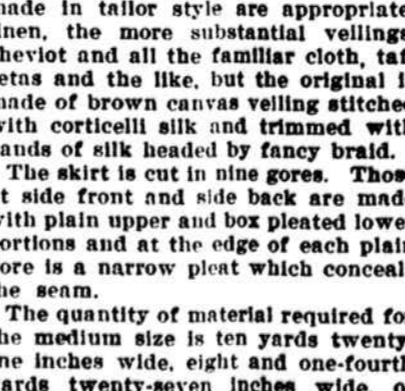 nade in tailor style are appropriate
inen, the more substantial veilings
heviot and all the familiar cloth, taf
etas and the like, but the original i
nade of brown canvas veiling stitche
vith corticelli silk and trimmed with
ands of silk headed by fancy braid.
The skirt is cut in nine gores. Thos
t side front and side back are mad
vith plain upper and box pleated lowe
ortions and at the edge of each plain
ore is a narrow pleat which conceal
he seam.
The quantity of material required fo
he medium size is ten yards twenty
ne inches wide, eight and one-fourth
ards twenty-seven inches wide, o